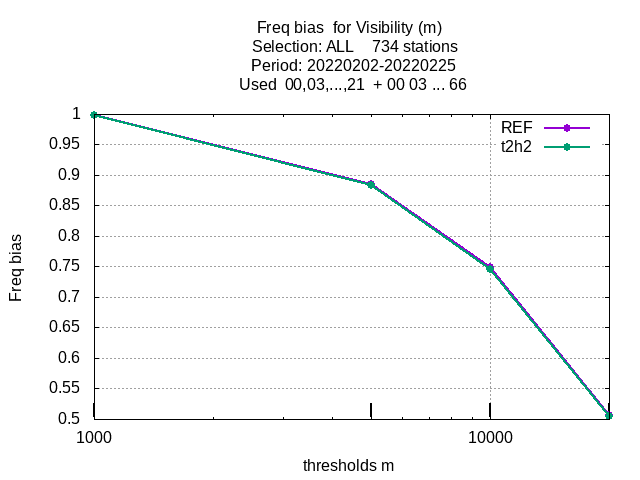 Freq bias  for Visibility (m)
Selection: ALL    734 stations
Period: 20220202-20220225
Used  00,03,...,21  + 00 03 ... 66
REF
t2h2
1
0.95
0.9
0.85
0.8
0.75
0.7
0.65
0.6
0.55
0.5
Freq bias
1000
10000
thresholds m